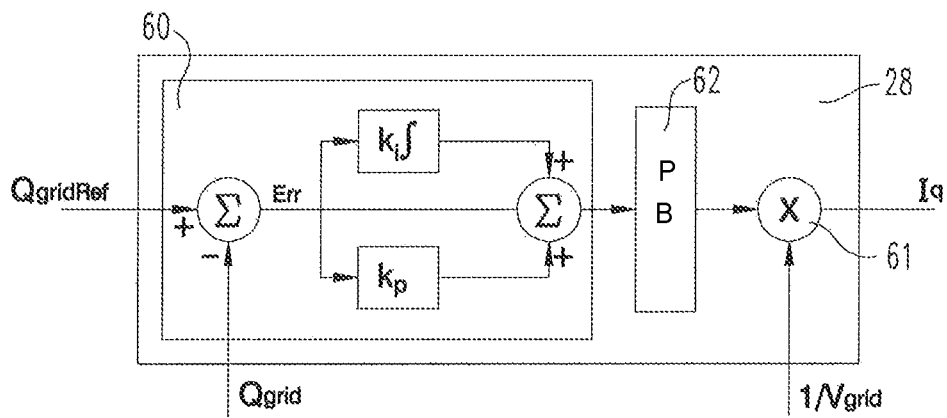 60
62
28
kᵢ∫
P
B
QgridRef
+
Σ
Err
+
Σ
X
Iq
−
kₚ
+
61
Qgrid
1/Vgrid